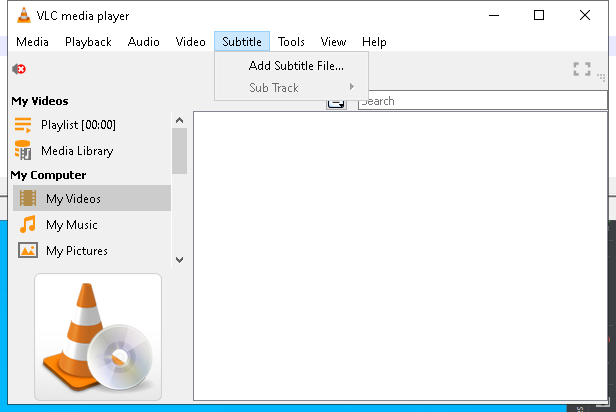 VLC media player
Media Playback Audio Video Subtitle Tools View Help
Add Subtitle File...
Sub Track
Search
My Videos
Playlist [00:00]
Media Library
My Computer
My Videos
My Music
My Pictures